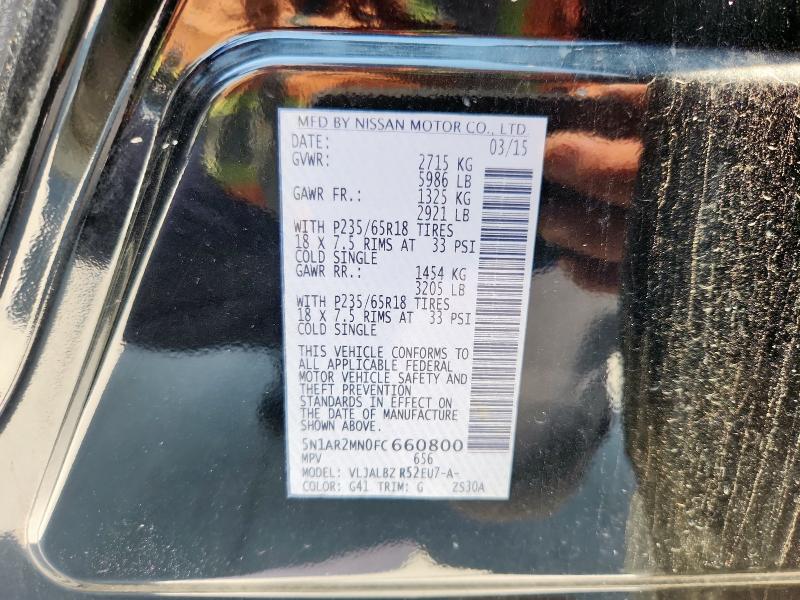 MFD BY NISSAN MOTOR CO., LTD.
DATE: 03/15
GVWR: 2715 KG
5986 LB
GAWR FR.: 1325 KG
2921 LB
WITH P235/65R18 TIRES
18 X 7.5 RIMS AT 33 PSI
COLD SINGLE
GAWR RR.: 1454 KG
3205 LB
WITH P235/65R18 TIRES
18 X 7.5 RIMS AT 33 PSI
COLD SINGLE
THIS VEHICLE CONFORMS TO
ALL APPLICABLE FEDERAL
MOTOR VEHICLE SAFETY AND
THEFT PREVENTION
STANDARDS IN EFFECT ON
THE DATE OF MANUFACTURE
SHOWN ABOVE.
5N1AR2MN0FC660800
MPV 656
MODEL: VLJALBZ R52EU7-A-
COLOR: G41 TRIM: G 2S30A